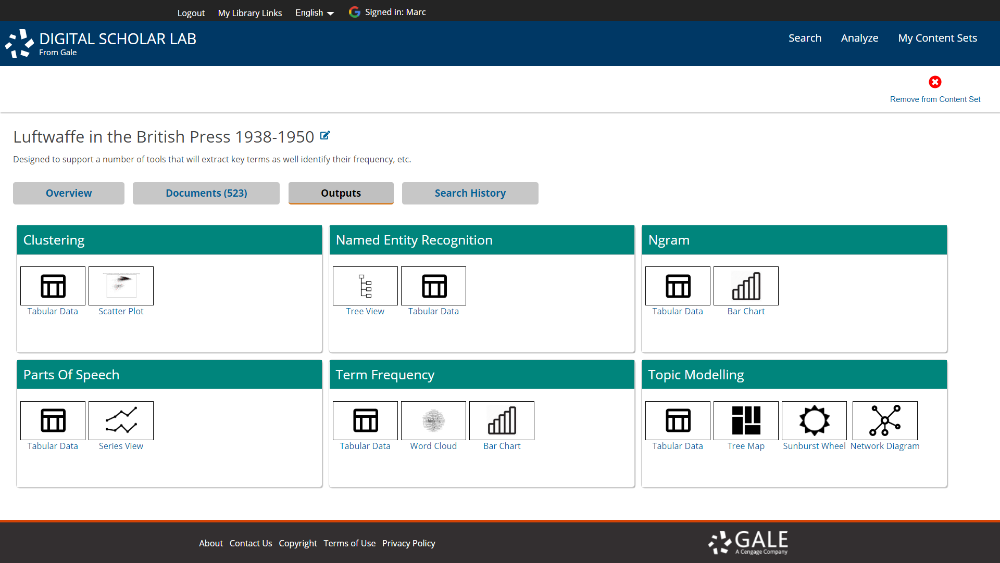 Logout My Library Links English Signed in: Marc
DIGITAL SCHOLAR LAB
From Gale
Search Analyze My Content Sets
Remove from Content Set
Luftwaffe in the British Press 1938-1950
Designed to support a number of tools that will extract key terms as well identify their frequency, etc.
Overview Documents (523) Outputs Search History
Clustering
Tabular Data Scatter Plot
Named Entity Recognition
Tree View Tabular Data
Ngram
Tabular Data Bar Chart
Parts Of Speech
Tabular Data Series View
Term Frequency
Tabular Data Word Cloud Bar Chart
Topic Modelling
Tabular Data Tree Map Sunburst Wheel Network Diagram
About Contact Us Copyright Terms of Use Privacy Policy
GALE
A Cengage Company